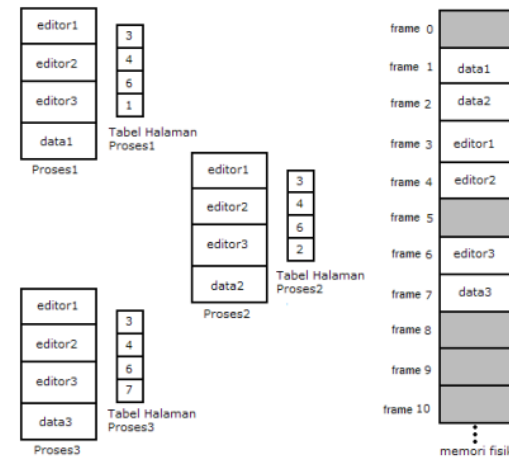 editor1
editor2
editor3
data1
3
4
6
1
Tabel Halaman
Proses1
Proses1
editor1
editor2
editor3
data2
3
4
6
2
Tabel Halaman
Proses2
Proses2
editor1
editor2
editor3
data3
3
4
6
7
Tabel Halaman
Proses3
Proses3
frame 0
frame 1 data1
frame 2 data2
frame 3 editor1
frame 4 editor2
frame 5
frame 6 editor3
frame 7 data3
frame 8
frame 9
frame 10
memori fisik